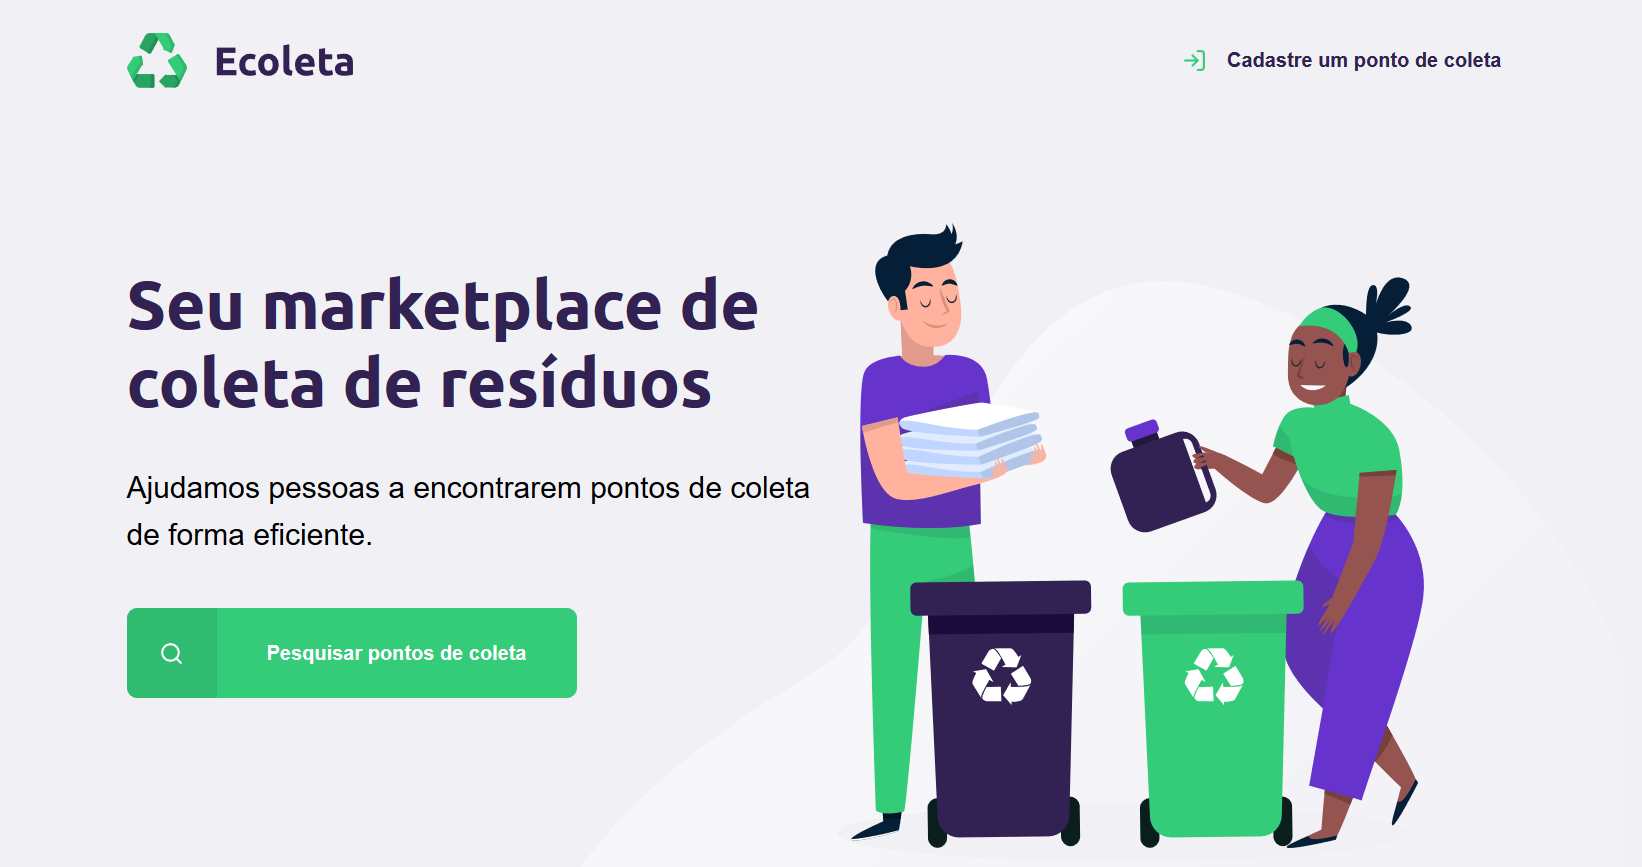 Ecoleta
Cadastre um ponto de coleta
Seu marketplace de
coleta de resíduos
Ajudamos pessoas a encontrarem pontos de coleta
de forma eficiente.
Pesquisar pontos de coleta